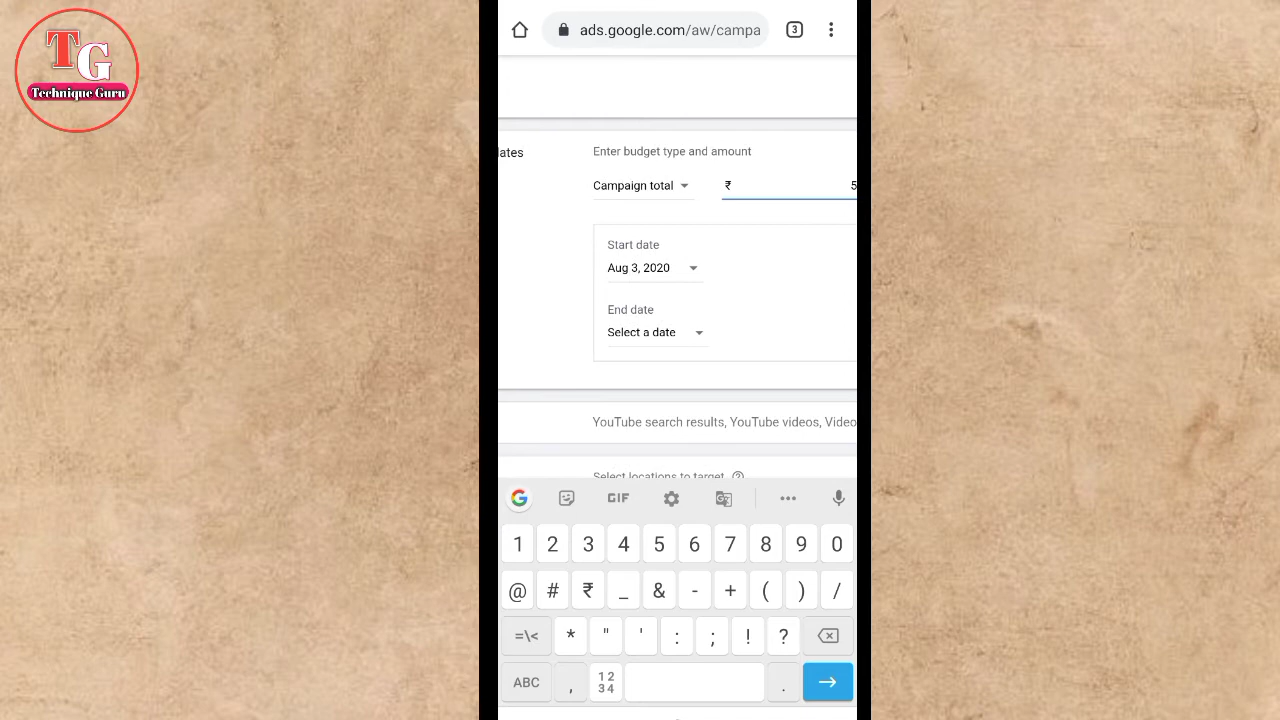 TG
Technique Guru
ads.google.com/aw/campa
3
lates
Enter budget type and amount
Campaign total
₹ 5
Start date
Aug 3, 2020
End date
Select a date
YouTube search results, YouTube videos, Video
Select locations to target
G GIF
1 2 3 4 5 6 7 8 9 0
@ # ₹ _ & - + ( ) /
=\< * " ' : ; ! ?
ABC , 12 34 .